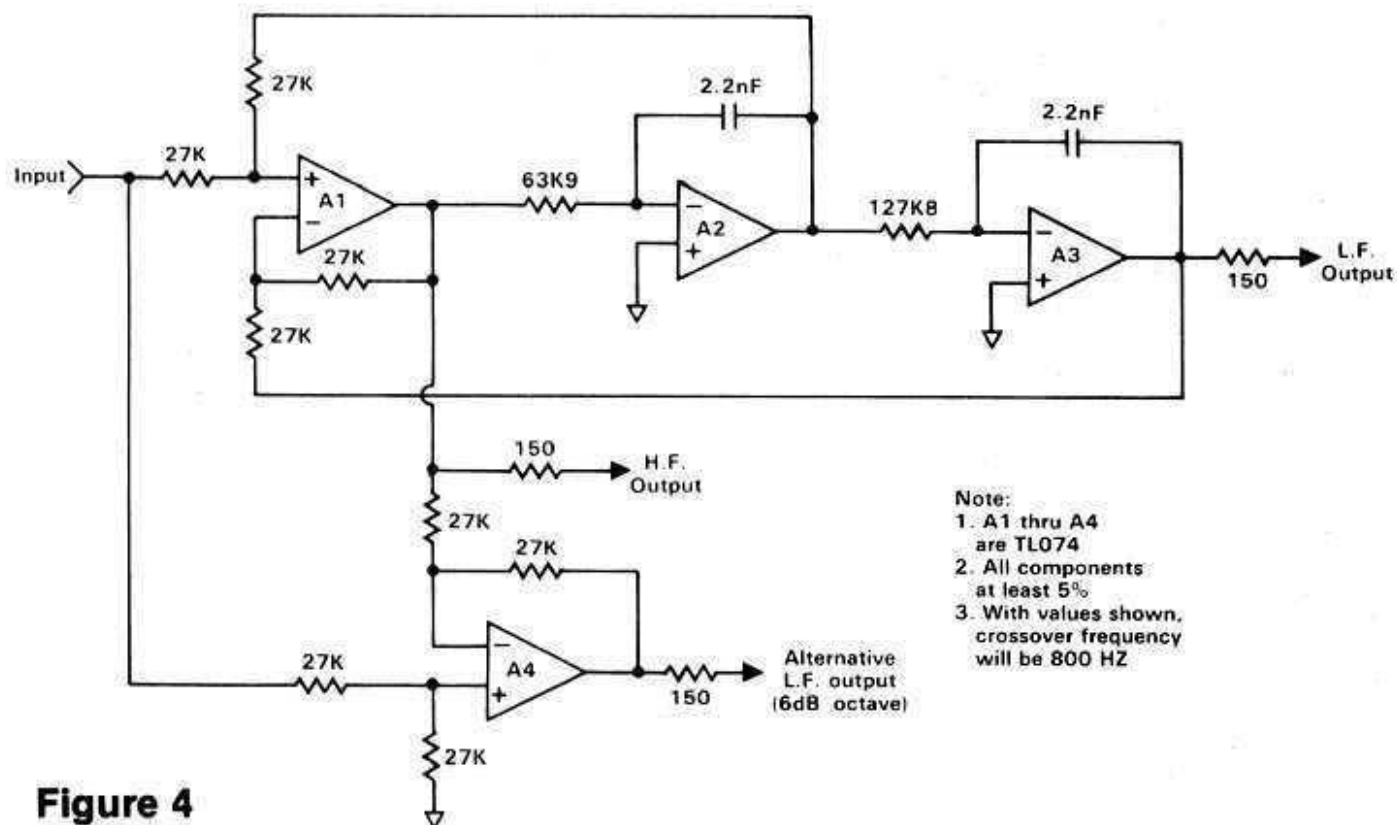 27K
2.2nF
2.2nF
27K
Input
A1
63K9
A2
127K8
A3
L.F.
Output
150
27K
27K
150
H.F.
Output
27K
27K
27K
A4
Alternative
L.F. output
(6dB octave)
150
27K
Note:
1. A1 thru A4
are TL074
2. All components
at least 5%
3. With values shown,
crossover frequency
will be 800 HZ
+
−
−
+
−
+
−
+
Figure 4